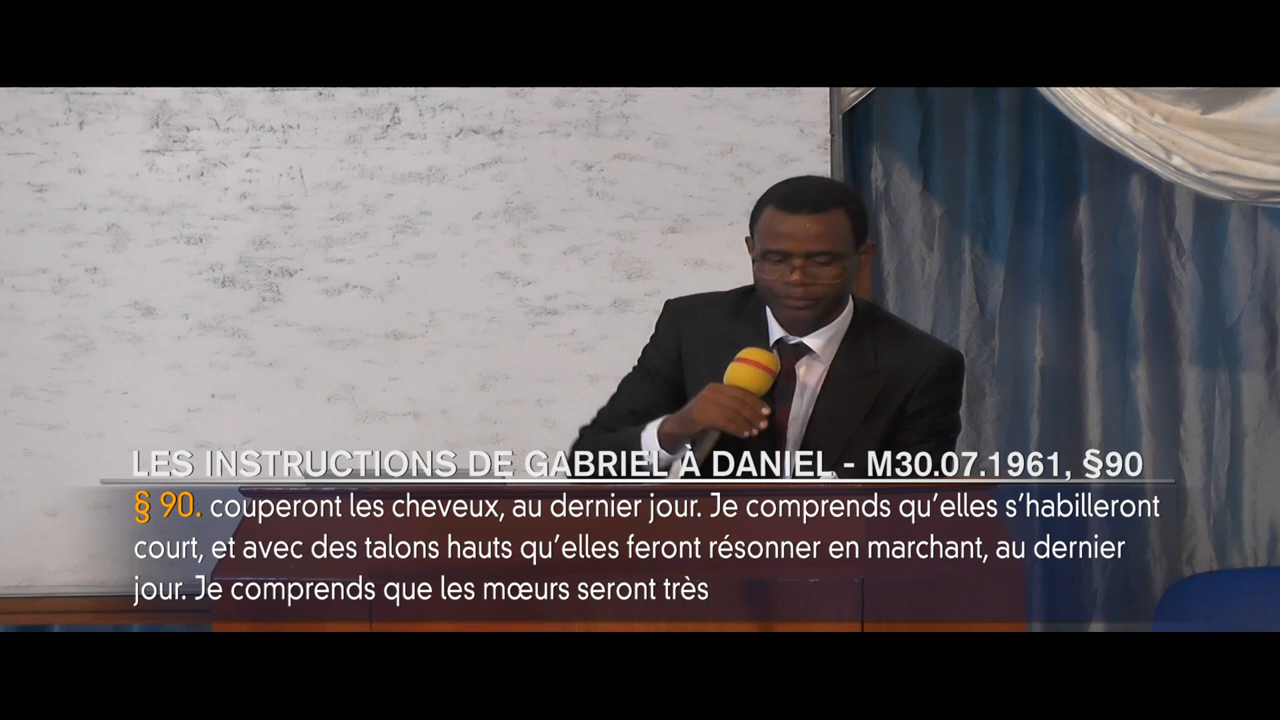 LES INSTRUCTIONS DE GABRIEL À DANIEL - M30.07.1961, §90
§ 90. couperont les cheveux, au dernier jour. Je comprends qu’elles s’habilleront
court, et avec des talons hauts qu’elles feront résonner en marchant, au dernier
jour. Je comprends que les mœurs seront très